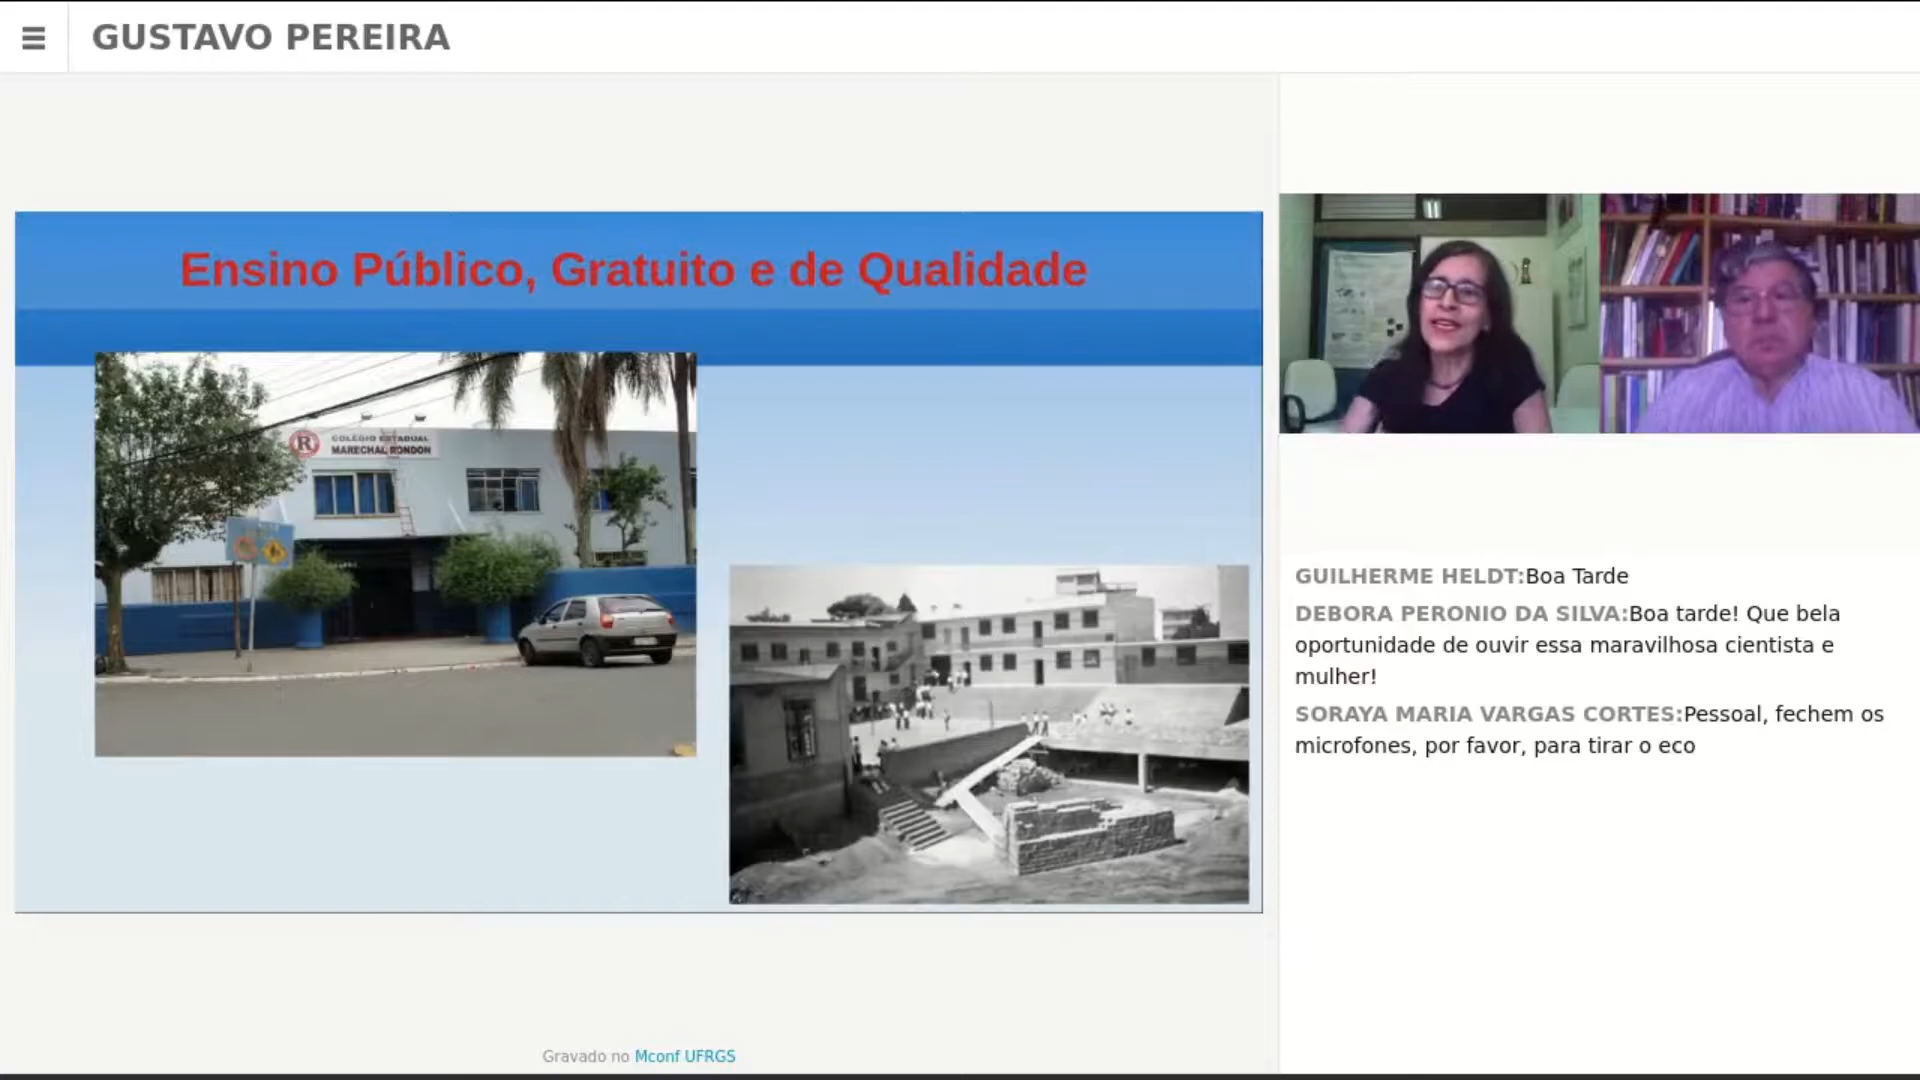 GUSTAVO PEREIRA
Ensino Público, Gratuito e de Qualidade
R
COLÉGIO ESTADUAL
MARECHAL RONDON
GUILHERME HELDT:Boa Tarde
DEBORA PERONIO DA SILVA:Boa tarde! Que bela
oportunidade de ouvir essa maravilhosa cientista e
mulher!
SORAYA MARIA VARGAS CORTES:Pessoal, fechem os
microfones, por favor, para tirar o eco
Gravado no Mconf UFRGS